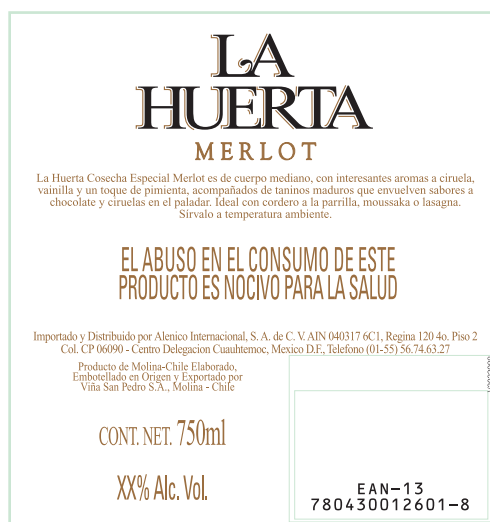 LA
HUERTA
MERLOT
La Huerta Cosecha Especial Merlot es de cuerpo mediano, con interesantes aromas a ciruela,
vainilla y un toque de pimienta, acompañados de taninos maduros que envuelven sabores a
chocolate y ciruelas en el paladar. Ideal con cordero a la parrilla, moussaka o lasagna.
Sírvalo a temperatura ambiente.
EL ABUSO EN EL CONSUMO DE ESTE
PRODUCTO ES NOCIVO PARA LA SALUD
Importado y Distribuido por Alenico Internacional, S. A. de C. V. AIN 040317 6C1, Regina 120 4o. Piso 2
Col. CP 06090 - Centro Delegacion Cuauhtemoc, Mexico D.F., Telefono (01-55) 56.74.63.27
Producto de Molina-Chile Elaborado,
Embotellado en Origen y Exportado por
Viña San Pedro S.A., Molina - Chile
CONT. NET. 750ml
XX% Alc. Vol.
EAN-13
780430012601-8